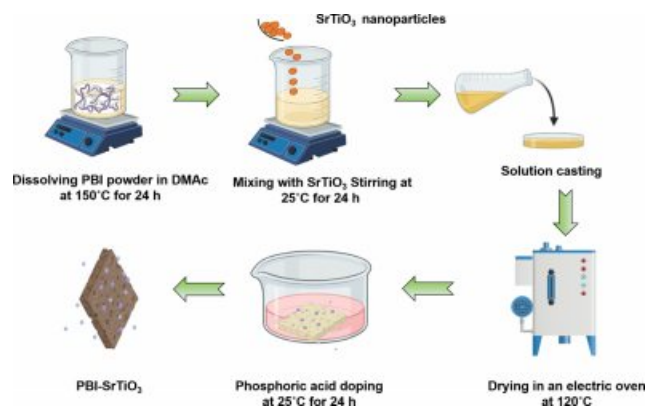 SrTiO₃ nanoparticles
Dissolving PBI powder in DMAc
at 150°C for 24 h
Mixing with SrTiO₃ Stirring at
25°C for 24 h
Solution casting
PBI-SrTiO₃
Phosphoric acid doping
at 25°C for 24 h
Drying in an electric oven
at 120°C